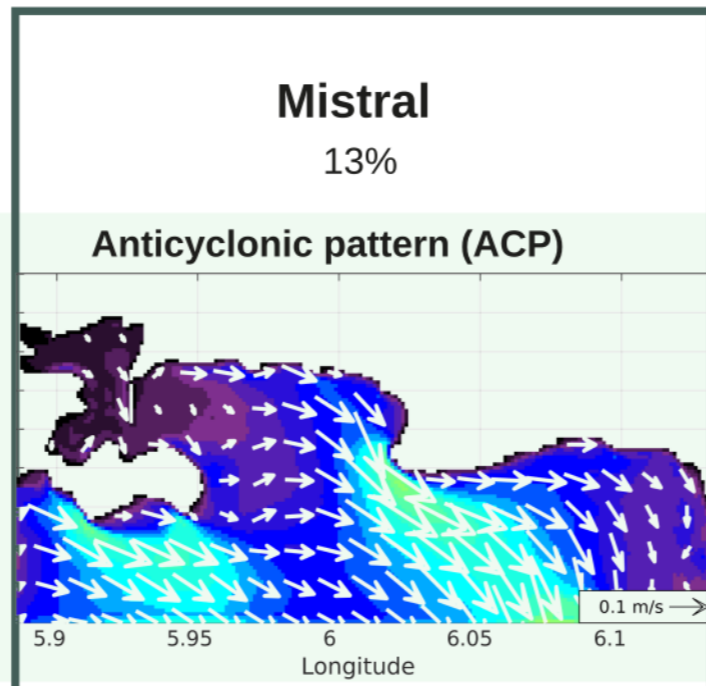 Mistral
13%
Anticyclonic pattern (ACP)
0.1 m/s
5.9 5.95 6 6.05 6.1
Longitude